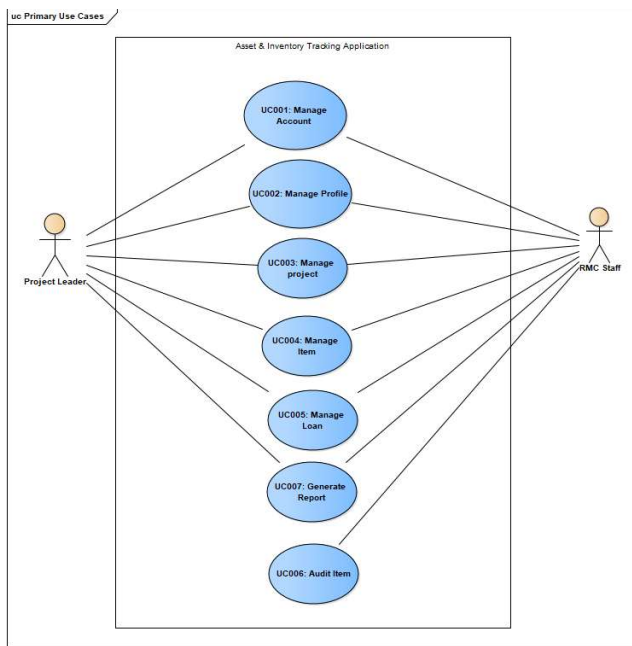 uc Primary Use Cases
Asset & Inventory Tracking Application
UC001: Manage
Account
UC002: Manage Profile
UC003: Manage
project
Project Leader
RMC Staff
UC004: Manage
Item
UC005: Manage
Loan
UC007: Generate
Report
UC006: Audit Item